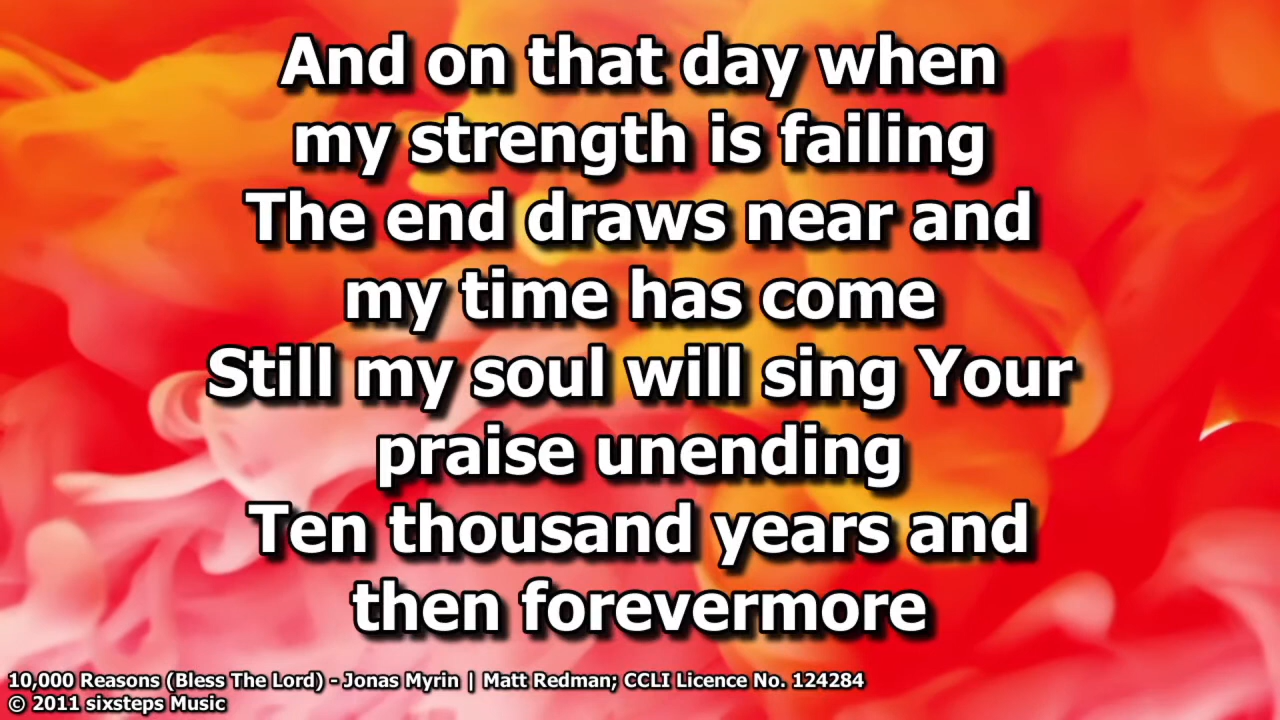 And on that day when
my strength is failing
The end draws near and
my time has come
Still my soul will sing Your
praise unending
Ten thousand years and
then forevermore
10,000 Reasons (Bless The Lord) - Jonas Myrin | Matt Redman; CCLI Licence No. 124284
© 2011 sixsteps Music